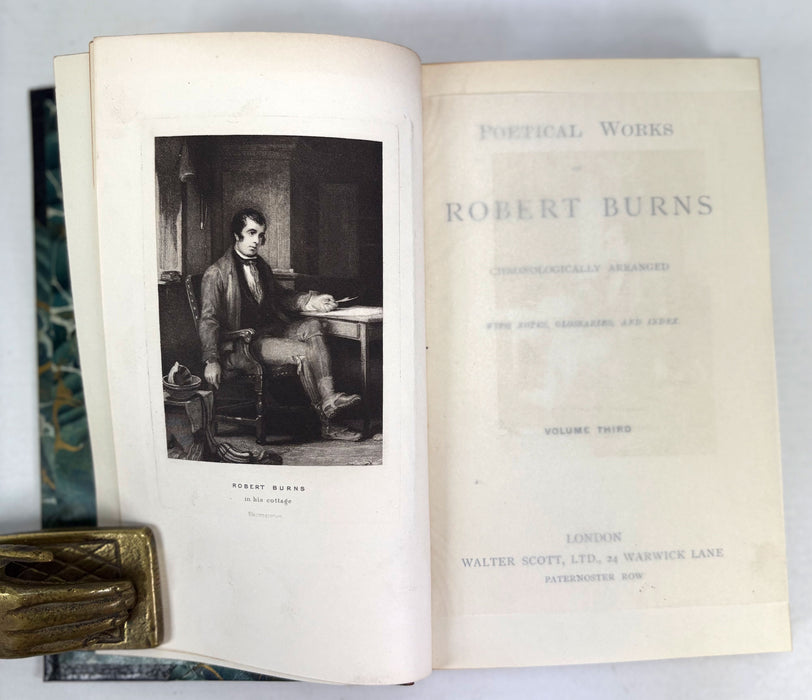 ROBERT BURNS
in his cottage
POETICAL WORKS
OF
ROBERT BURNS
CHRONOLOGICALLY ARRANGED
WITH NOTES, GLOSSARIES, AND INDEX.
VOLUME THIRD
LONDON
WALTER SCOTT, LTD., 24 WARWICK LANE
PATERNOSTER ROW